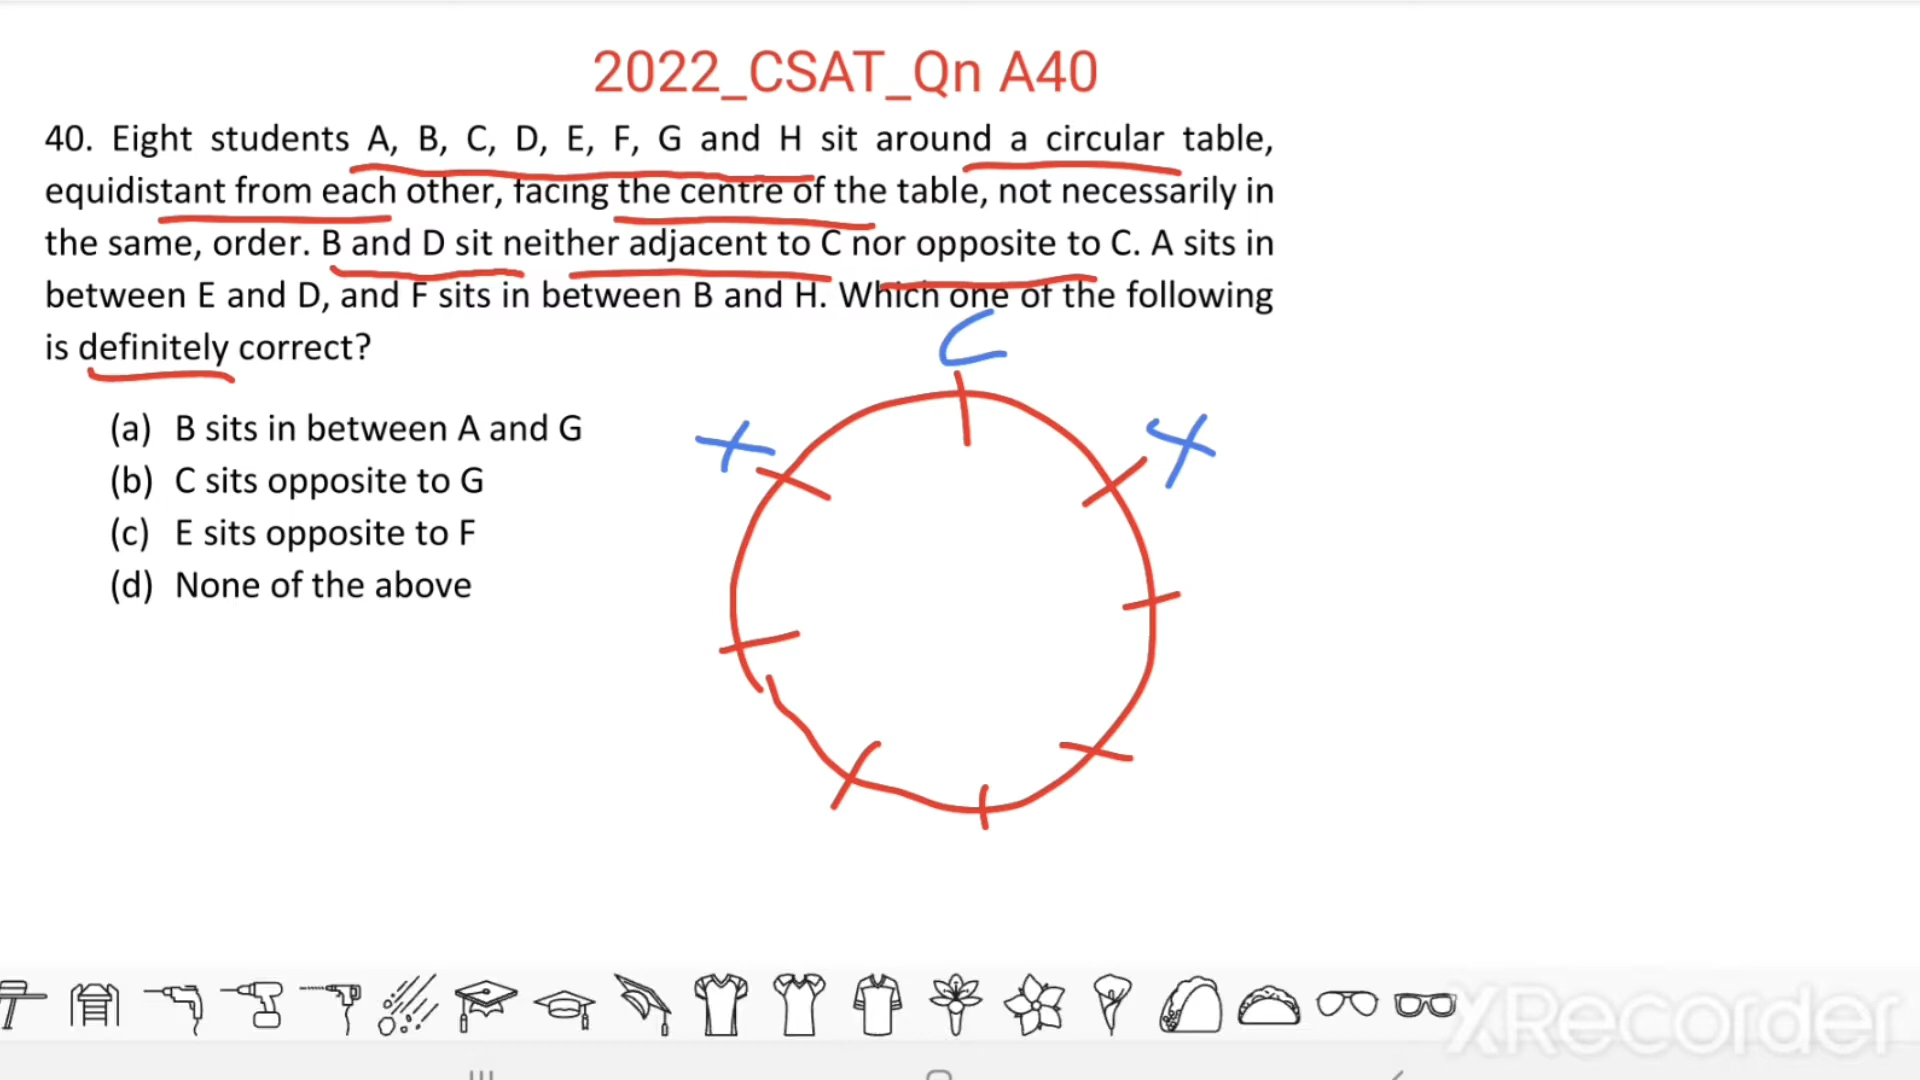 2022_CSAT_Qn A40
40. Eight students A, B, C, D, E, F, G and H sit around a circular table,
equidistant from each other, facing the centre of the table, not necessarily in
the same, order. B and D sit neither adjacent to C nor opposite to C. A sits in
between E and D, and F sits in between B and H. Which one of the following
is definitely correct?
C
(a) B sits in between A and G
(b) C sits opposite to G
(c) E sits opposite to F
(d) None of the above
XRecorder